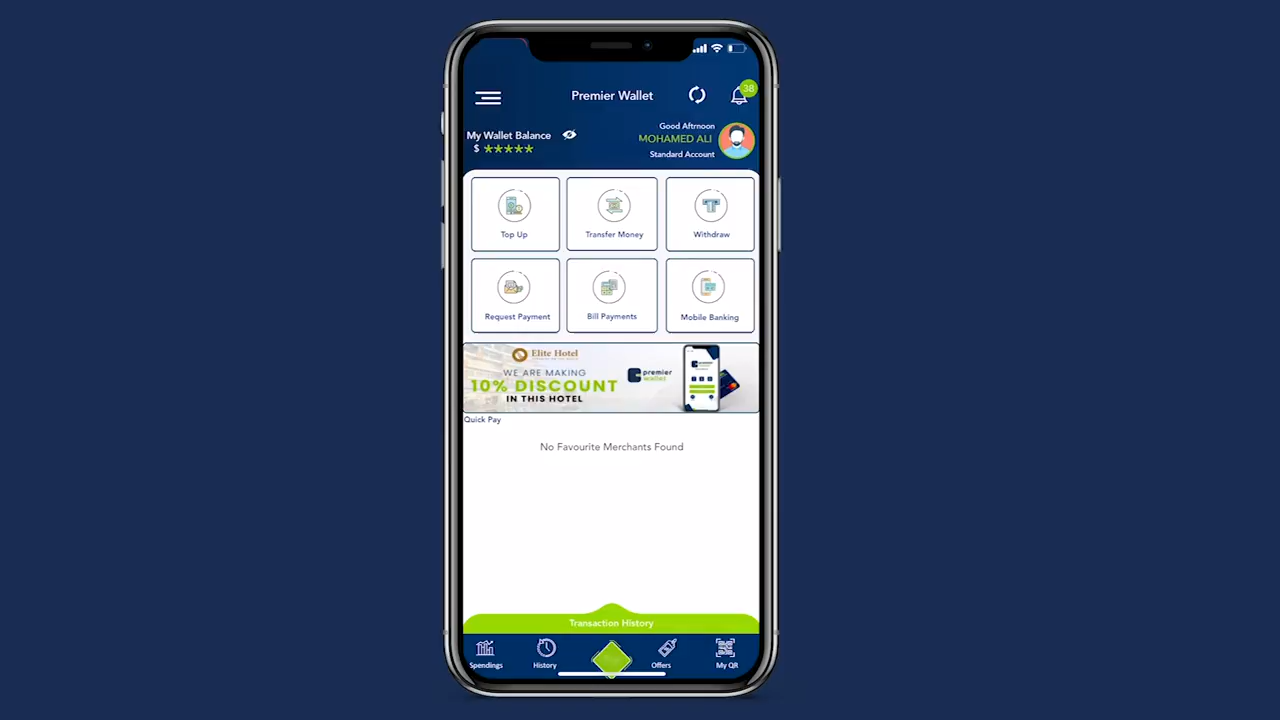 Premier Wallet
38
My Wallet Balance
$ *****
Good Aftrnoon
MOHAMED ALI
Standard Account
Top Up
Transfer Money
Withdraw
Request Payment
Bill Payments
Mobile Banking
Elite Hotel
WE ARE MAKING
10% DISCOUNT
IN THIS HOTEL
premier
wallet
Quick Pay
No Favourite Merchants Found
Transaction History
Spendings
History
Offers
My QR